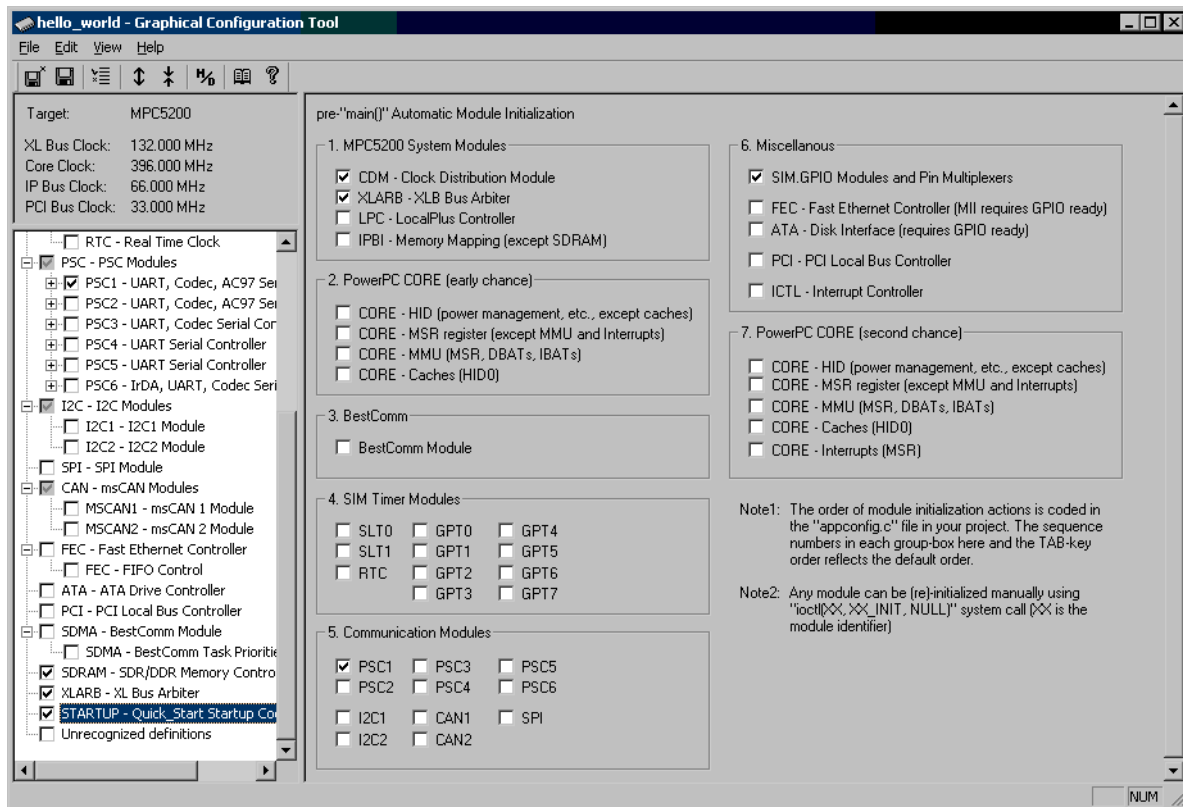 hello_world - Graphical Configuration Tool
File Edit View Help
H/D
Target: MPC5200
XL Bus Clock: 132.000 MHz
Core Clock: 396.000 MHz
IP Bus Clock: 66.000 MHz
PCI Bus Clock: 33.000 MHz
RTC - Real Time Clock
PSC - PSC Modules
PSC1 - UART, Codec, AC97 Ser
PSC2 - UART, Codec, AC97 Ser
PSC3 - UART, Codec Serial Con
PSC4 - UART Serial Controller
PSC5 - UART Serial Controller
PSC6 - IrDA, UART, Codec Seri
I2C - I2C Modules
I2C1 - I2C1 Module
I2C2 - I2C2 Module
SPI - SPI Module
CAN - msCAN Modules
MSCAN1 - msCAN 1 Module
MSCAN2 - msCAN 2 Module
FEC - Fast Ethernet Controller
FEC - FIFO Control
ATA - ATA Drive Controller
PCI - PCI Local Bus Controller
SDMA - BestComm Module
SDMA - BestComm Task Prioritie
SDRAM - SDR/DDR Memory Contro
XLARB - XL Bus Arbiter
STARTUP - Quick_Start Startup Co
Unrecognized definitions
pre-"main()" Automatic Module Initialization
1. MPC5200 System Modules
CDM - Clock Distribution Module
XLARB - XLB Bus Arbiter
LPC - LocalPlus Controller
IPBI - Memory Mapping (except SDRAM)
2. PowerPC CORE (early chance)
CORE - HID (power management, etc., except caches)
CORE - MSR register (except MMU and Interrupts)
CORE - MMU (MSR, DBATs, IBATs)
CORE - Caches (HID0)
3. BestComm
BestComm Module
4. SIM Timer Modules
SLT0 GPT0 GPT4
SLT1 GPT1 GPT5
RTC GPT2 GPT6
GPT3 GPT7
5. Communication Modules
PSC1 PSC3 PSC5
PSC2 PSC4 PSC6
I2C1 CAN1 SPI
I2C2 CAN2
6. Miscellanous
SIM.GPIO Modules and Pin Multiplexers
FEC - Fast Ethernet Controller (MII requires GPIO ready)
ATA - Disk Interface (requires GPIO ready)
PCI - PCI Local Bus Controller
ICTL - Interrupt Controller
7. PowerPC CORE (second chance)
CORE - HID (power management, etc., except caches)
CORE - MSR register (except MMU and Interrupts)
CORE - MMU (MSR, DBATs, IBATs)
CORE - Caches (HID0)
CORE - Interrupts (MSR)
Note1: The order of module initialization actions is coded in
the "appconfig.c" file in your project. The sequence
numbers in each group-box here and the TAB-key
order reflects the default order.
Note2: Any module can be (re)-initialized manually using
"ioctl(XX, XX_INIT, NULL)" system call (XX is the
module identifier)
NUM